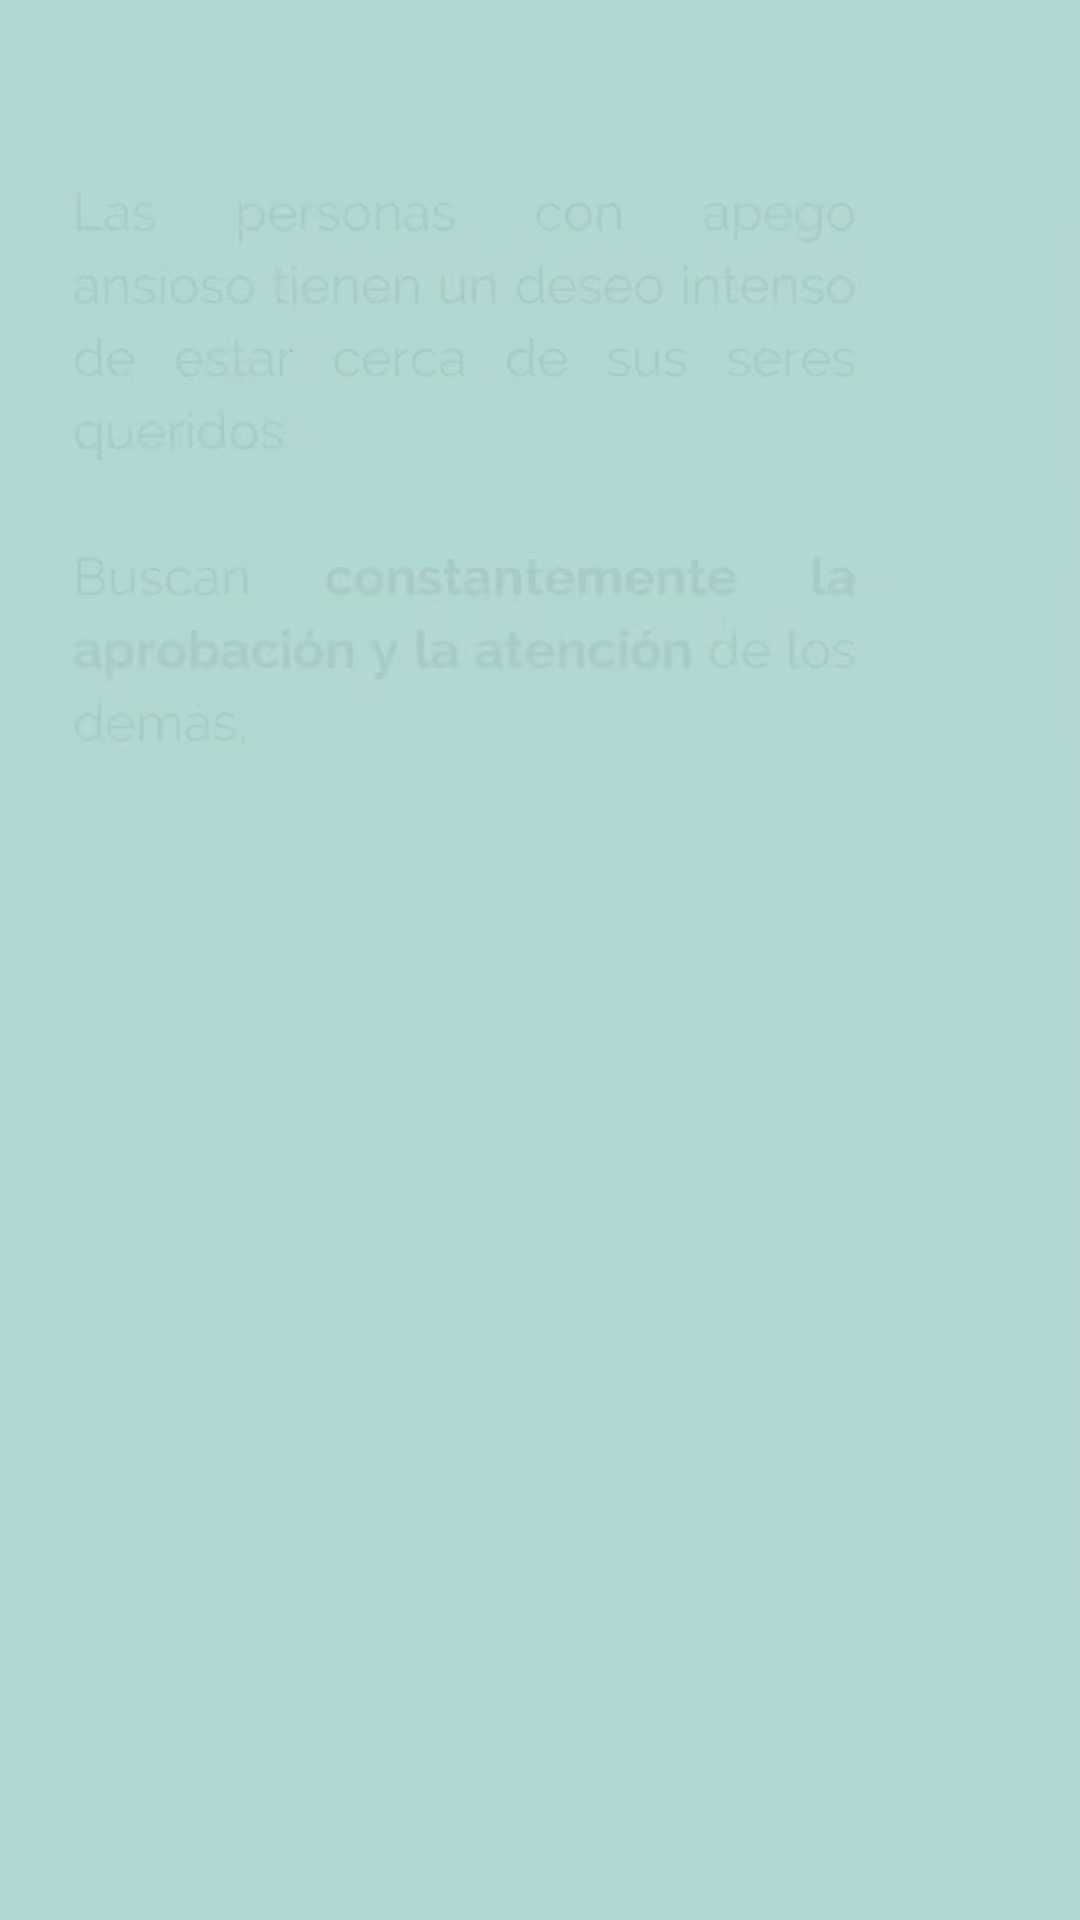 Las personas con apego
ansioso tienen un deseo intenso
de estar cerca de sus seres
queridos
Buscan constantemente la
aprobación y la atención de los
demás,